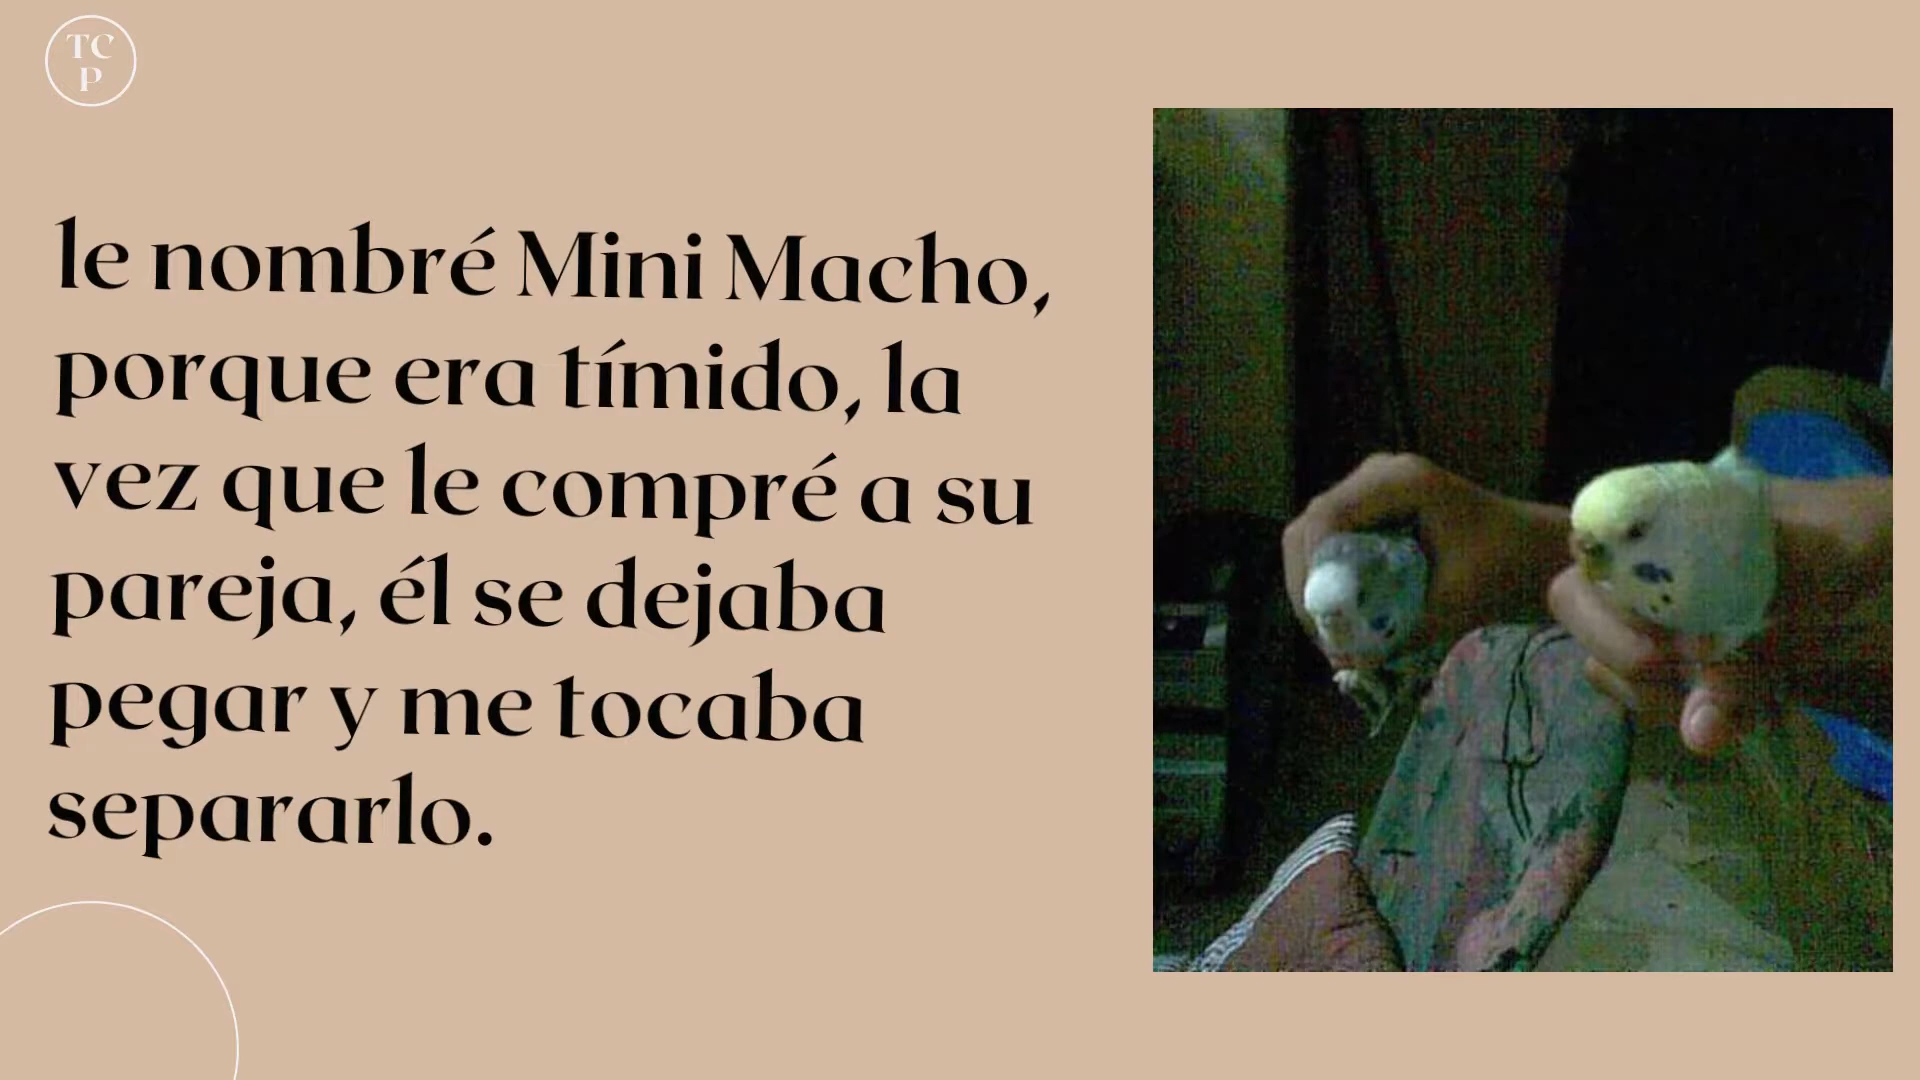 TC
P
le nombré Mini Macho,
porque era tímido, la
vez que le compré a su
pareja, él se dejaba
pegar y me tocaba
separarlo.